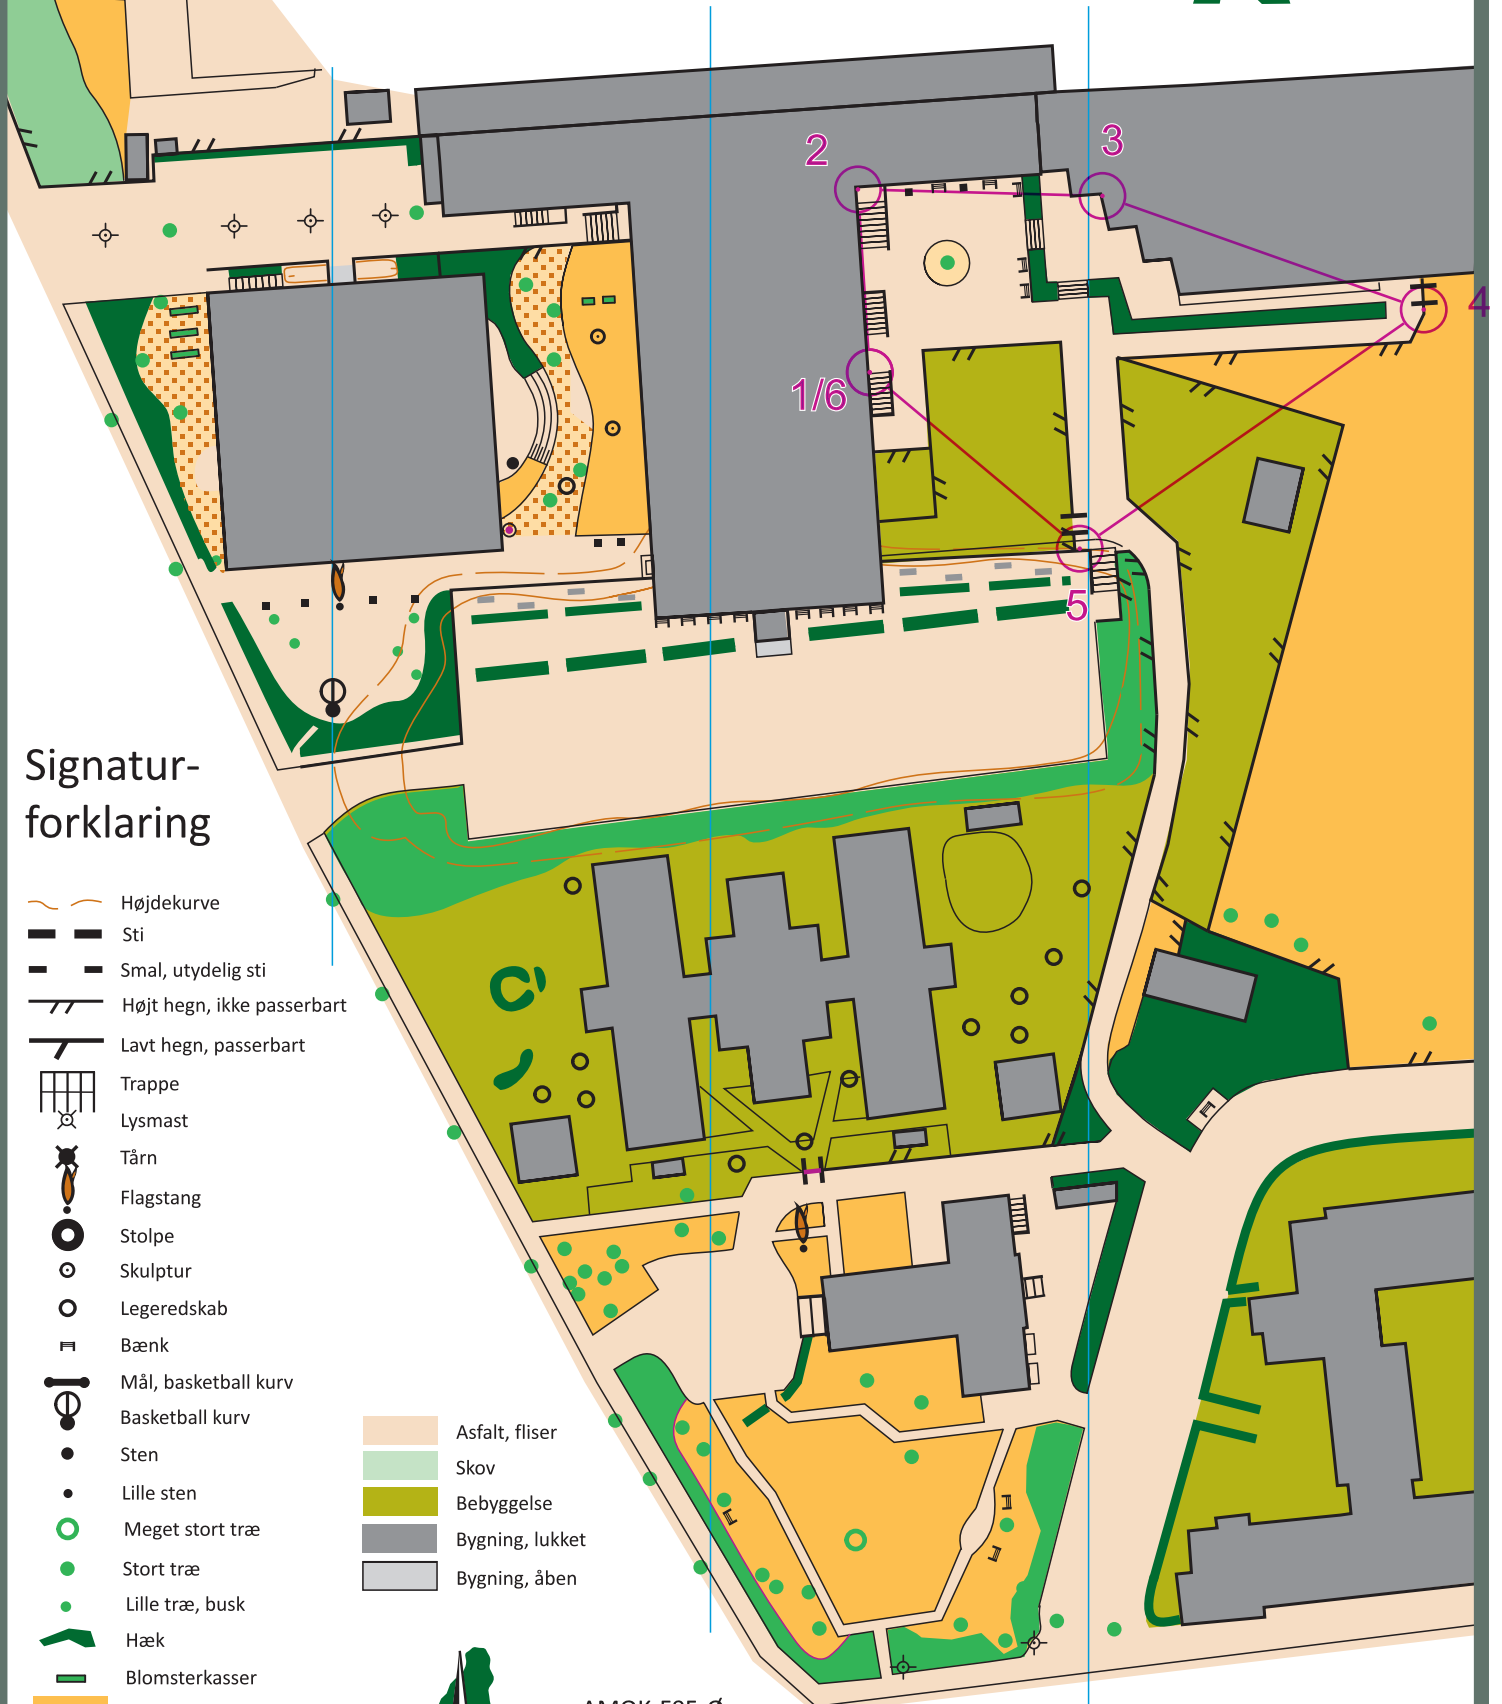 2
3
4
1/6
5
Signatur-
forklaring
Højdekurve
Sti
Smal, utydelig sti
Højt hegn, ikke passerbart
Lavt hegn, passerbart
Trappe
Lysmast
Tårn
Flagstang
Stolpe
Skulptur
Legeredskab
Bænk
Mål, basketball kurv
Basketball kurv
Sten
Lille sten
Meget stort træ
Stort træ
Lille træ, busk
Hæk
Blomsterkasser
Asfalt, fliser
Skov
Bebyggelse
Bygning, lukket
Bygning, åben